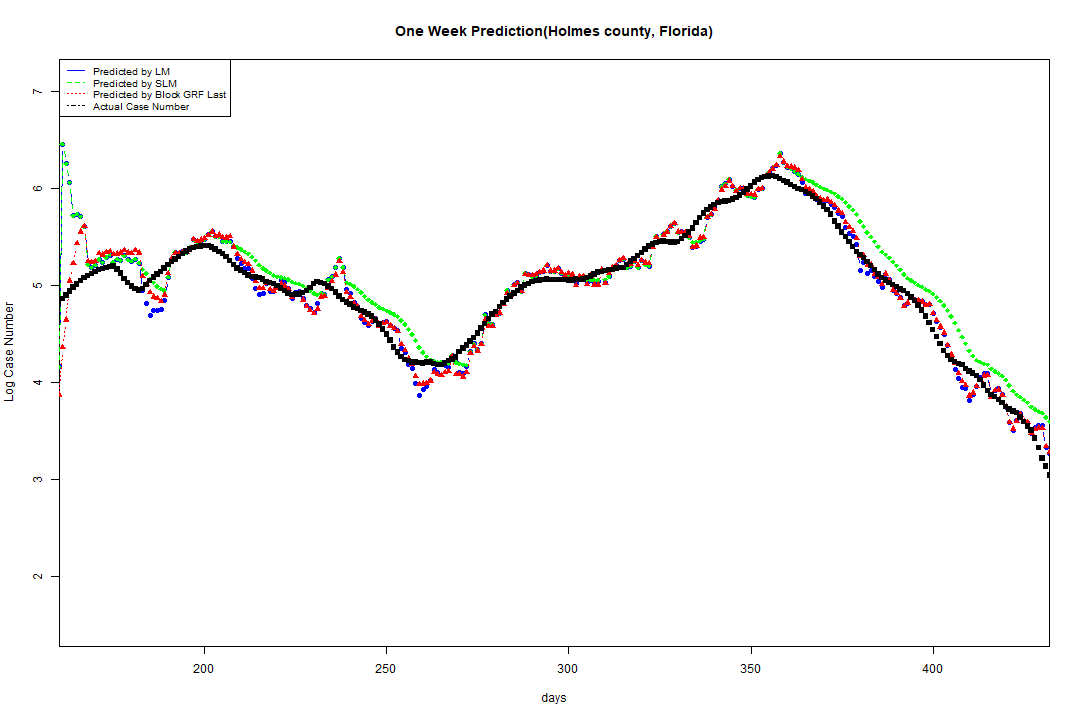 One Week Prediction(Holmes county, Florida)
Predicted by LM
Predicted by SLM
Predicted by Block GRF Last
Actual Case Number
7
6
5
4
3
2
Log Case Number
200 250 300 350 400
days